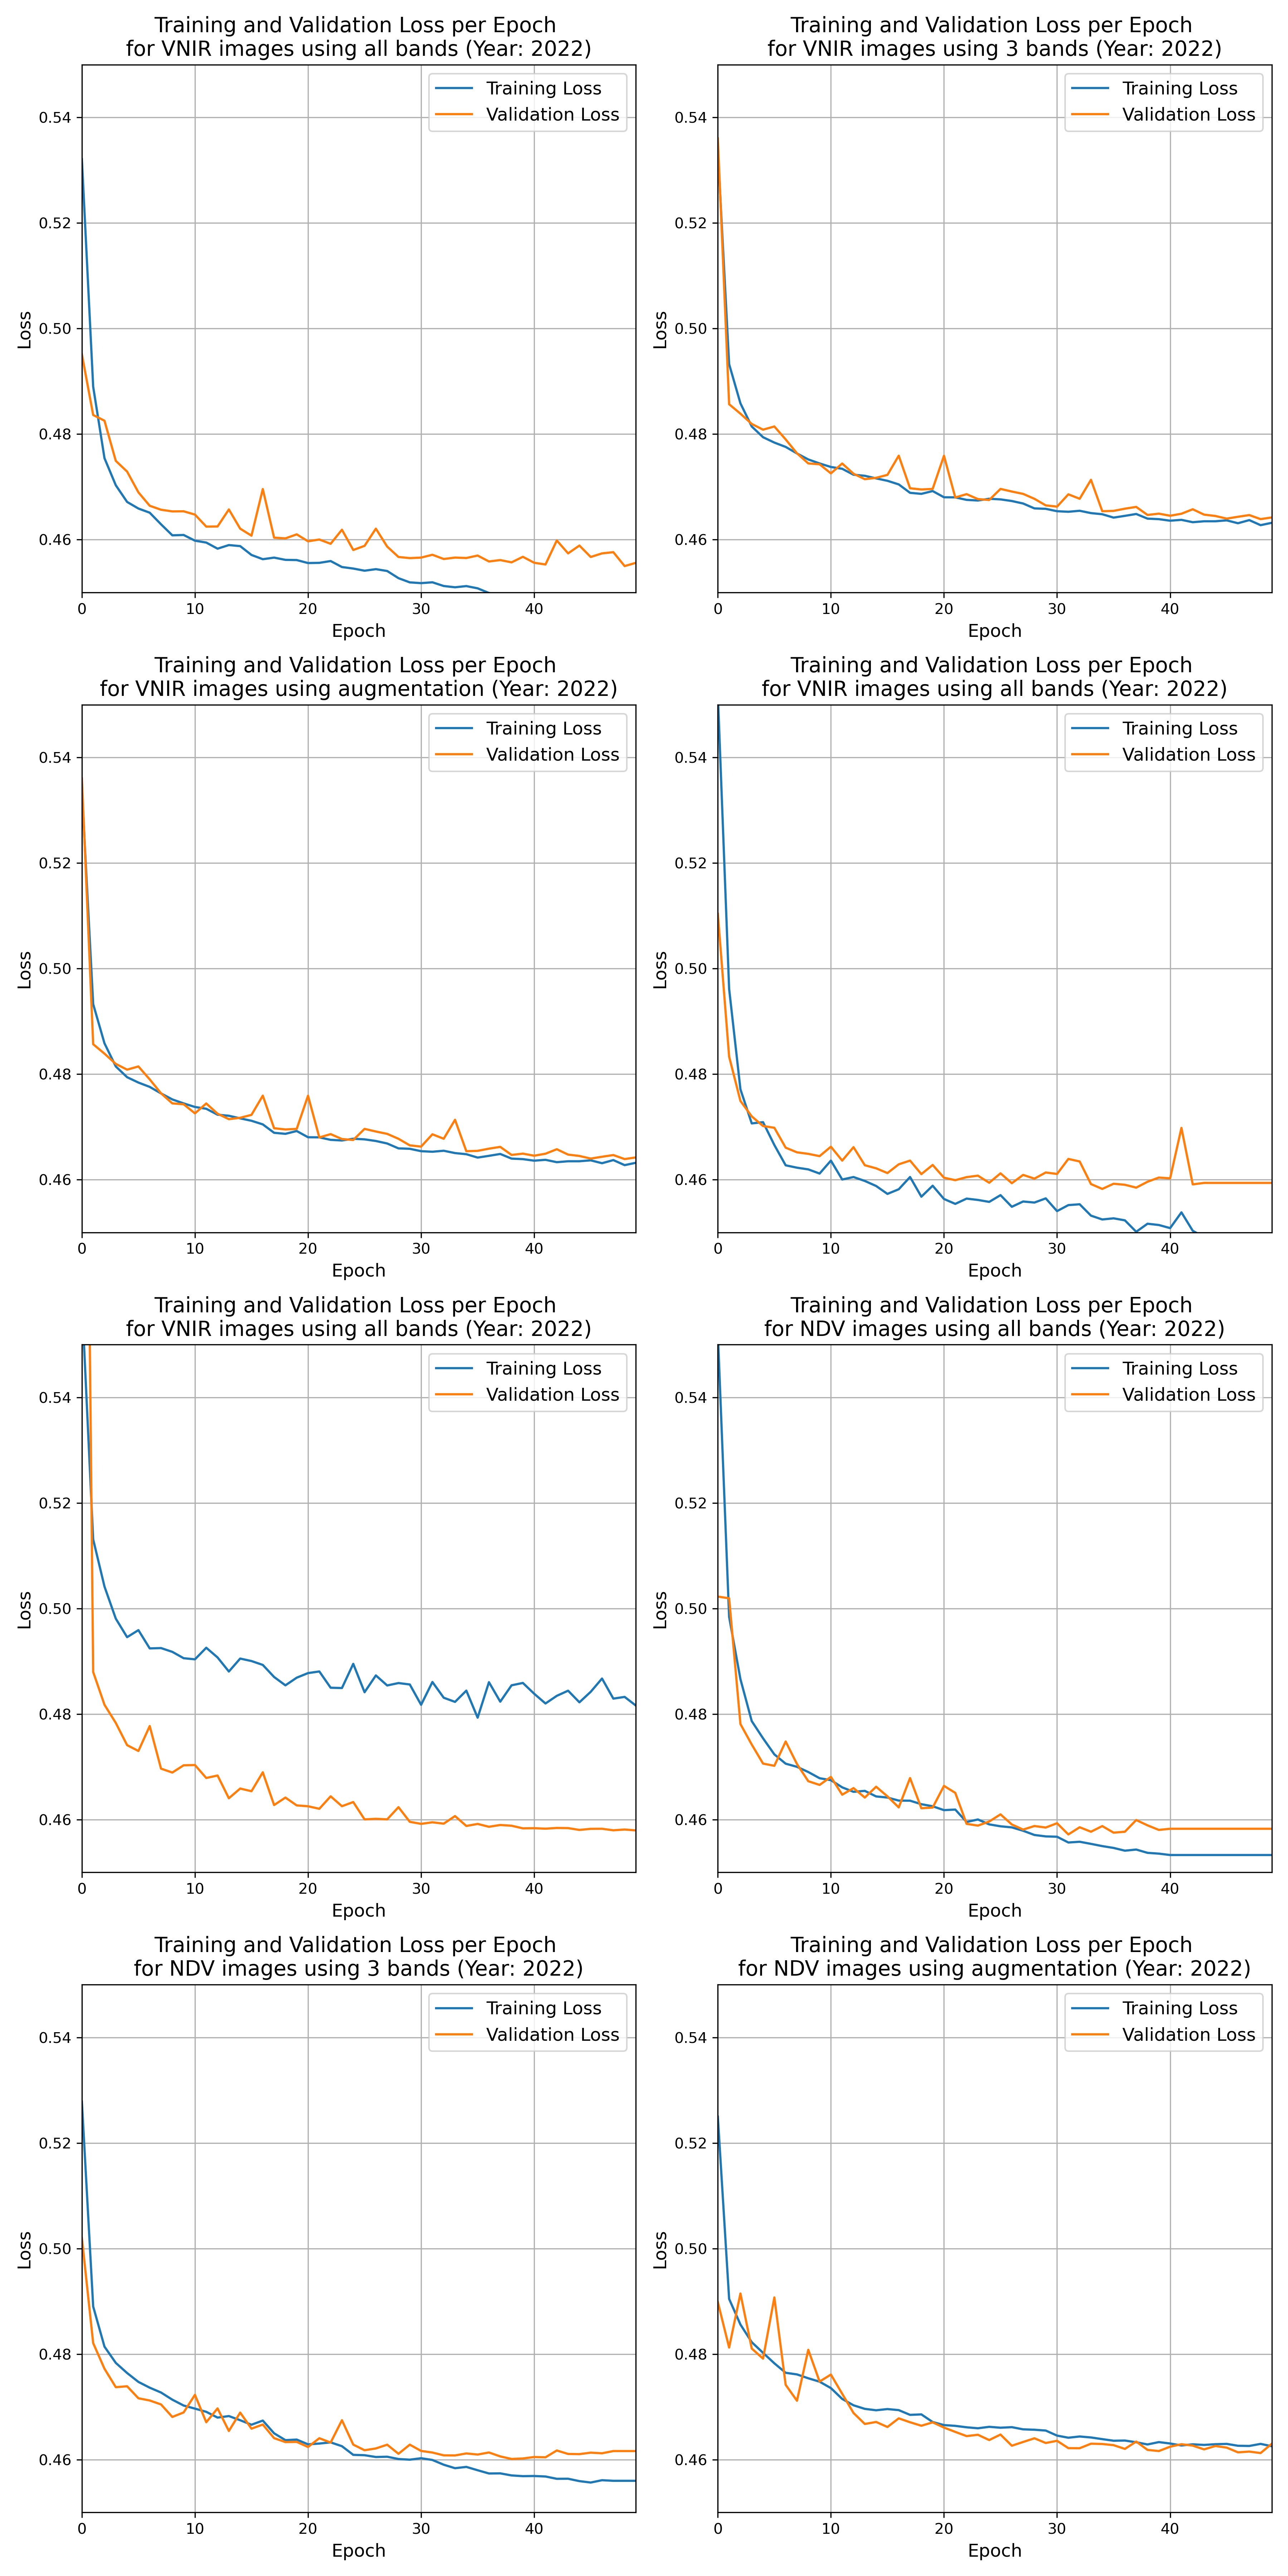 Training and Validation Loss per Epoch
for VNIR images using all bands (Year: 2022)
Training Loss
Validation Loss
0.54
0.52
0.50
0.48
0.46
Loss
0 10 20 30 40
Epoch
Training and Validation Loss per Epoch
for VNIR images using 3 bands (Year: 2022)
Training Loss
Validation Loss
0.54
0.52
0.50
0.48
0.46
Loss
0 10 20 30 40
Epoch
Training and Validation Loss per Epoch
for VNIR images using augmentation (Year: 2022)
Training Loss
Validation Loss
0.54
0.52
0.50
0.48
0.46
Loss
0 10 20 30 40
Epoch
Training and Validation Loss per Epoch
for VNIR images using all bands (Year: 2022)
Training Loss
Validation Loss
0.54
0.52
0.50
0.48
0.46
Loss
0 10 20 30 40
Epoch
Training and Validation Loss per Epoch
for VNIR images using all bands (Year: 2022)
Training Loss
Validation Loss
0.54
0.52
0.50
0.48
0.46
Loss
0 10 20 30 40
Epoch
Training and Validation Loss per Epoch
for NDV images using all bands (Year: 2022)
Training Loss
Validation Loss
0.54
0.52
0.50
0.48
0.46
Loss
0 10 20 30 40
Epoch
Training and Validation Loss per Epoch
for NDV images using 3 bands (Year: 2022)
Training Loss
Validation Loss
0.54
0.52
0.50
0.48
0.46
Loss
0 10 20 30 40
Epoch
Training and Validation Loss per Epoch
for NDV images using augmentation (Year: 2022)
Training Loss
Validation Loss
0.54
0.52
0.50
0.48
0.46
Loss
0 10 20 30 40
Epoch